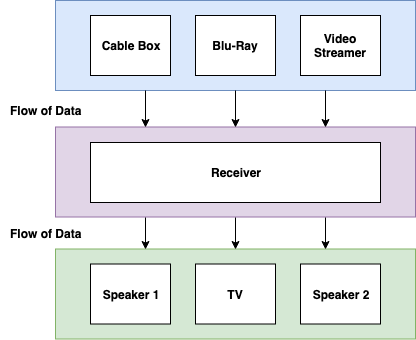 Cable Box
Blu-Ray
Video
Streamer
Flow of Data
Receiver
Flow of Data
Speaker 1
TV
Speaker 2